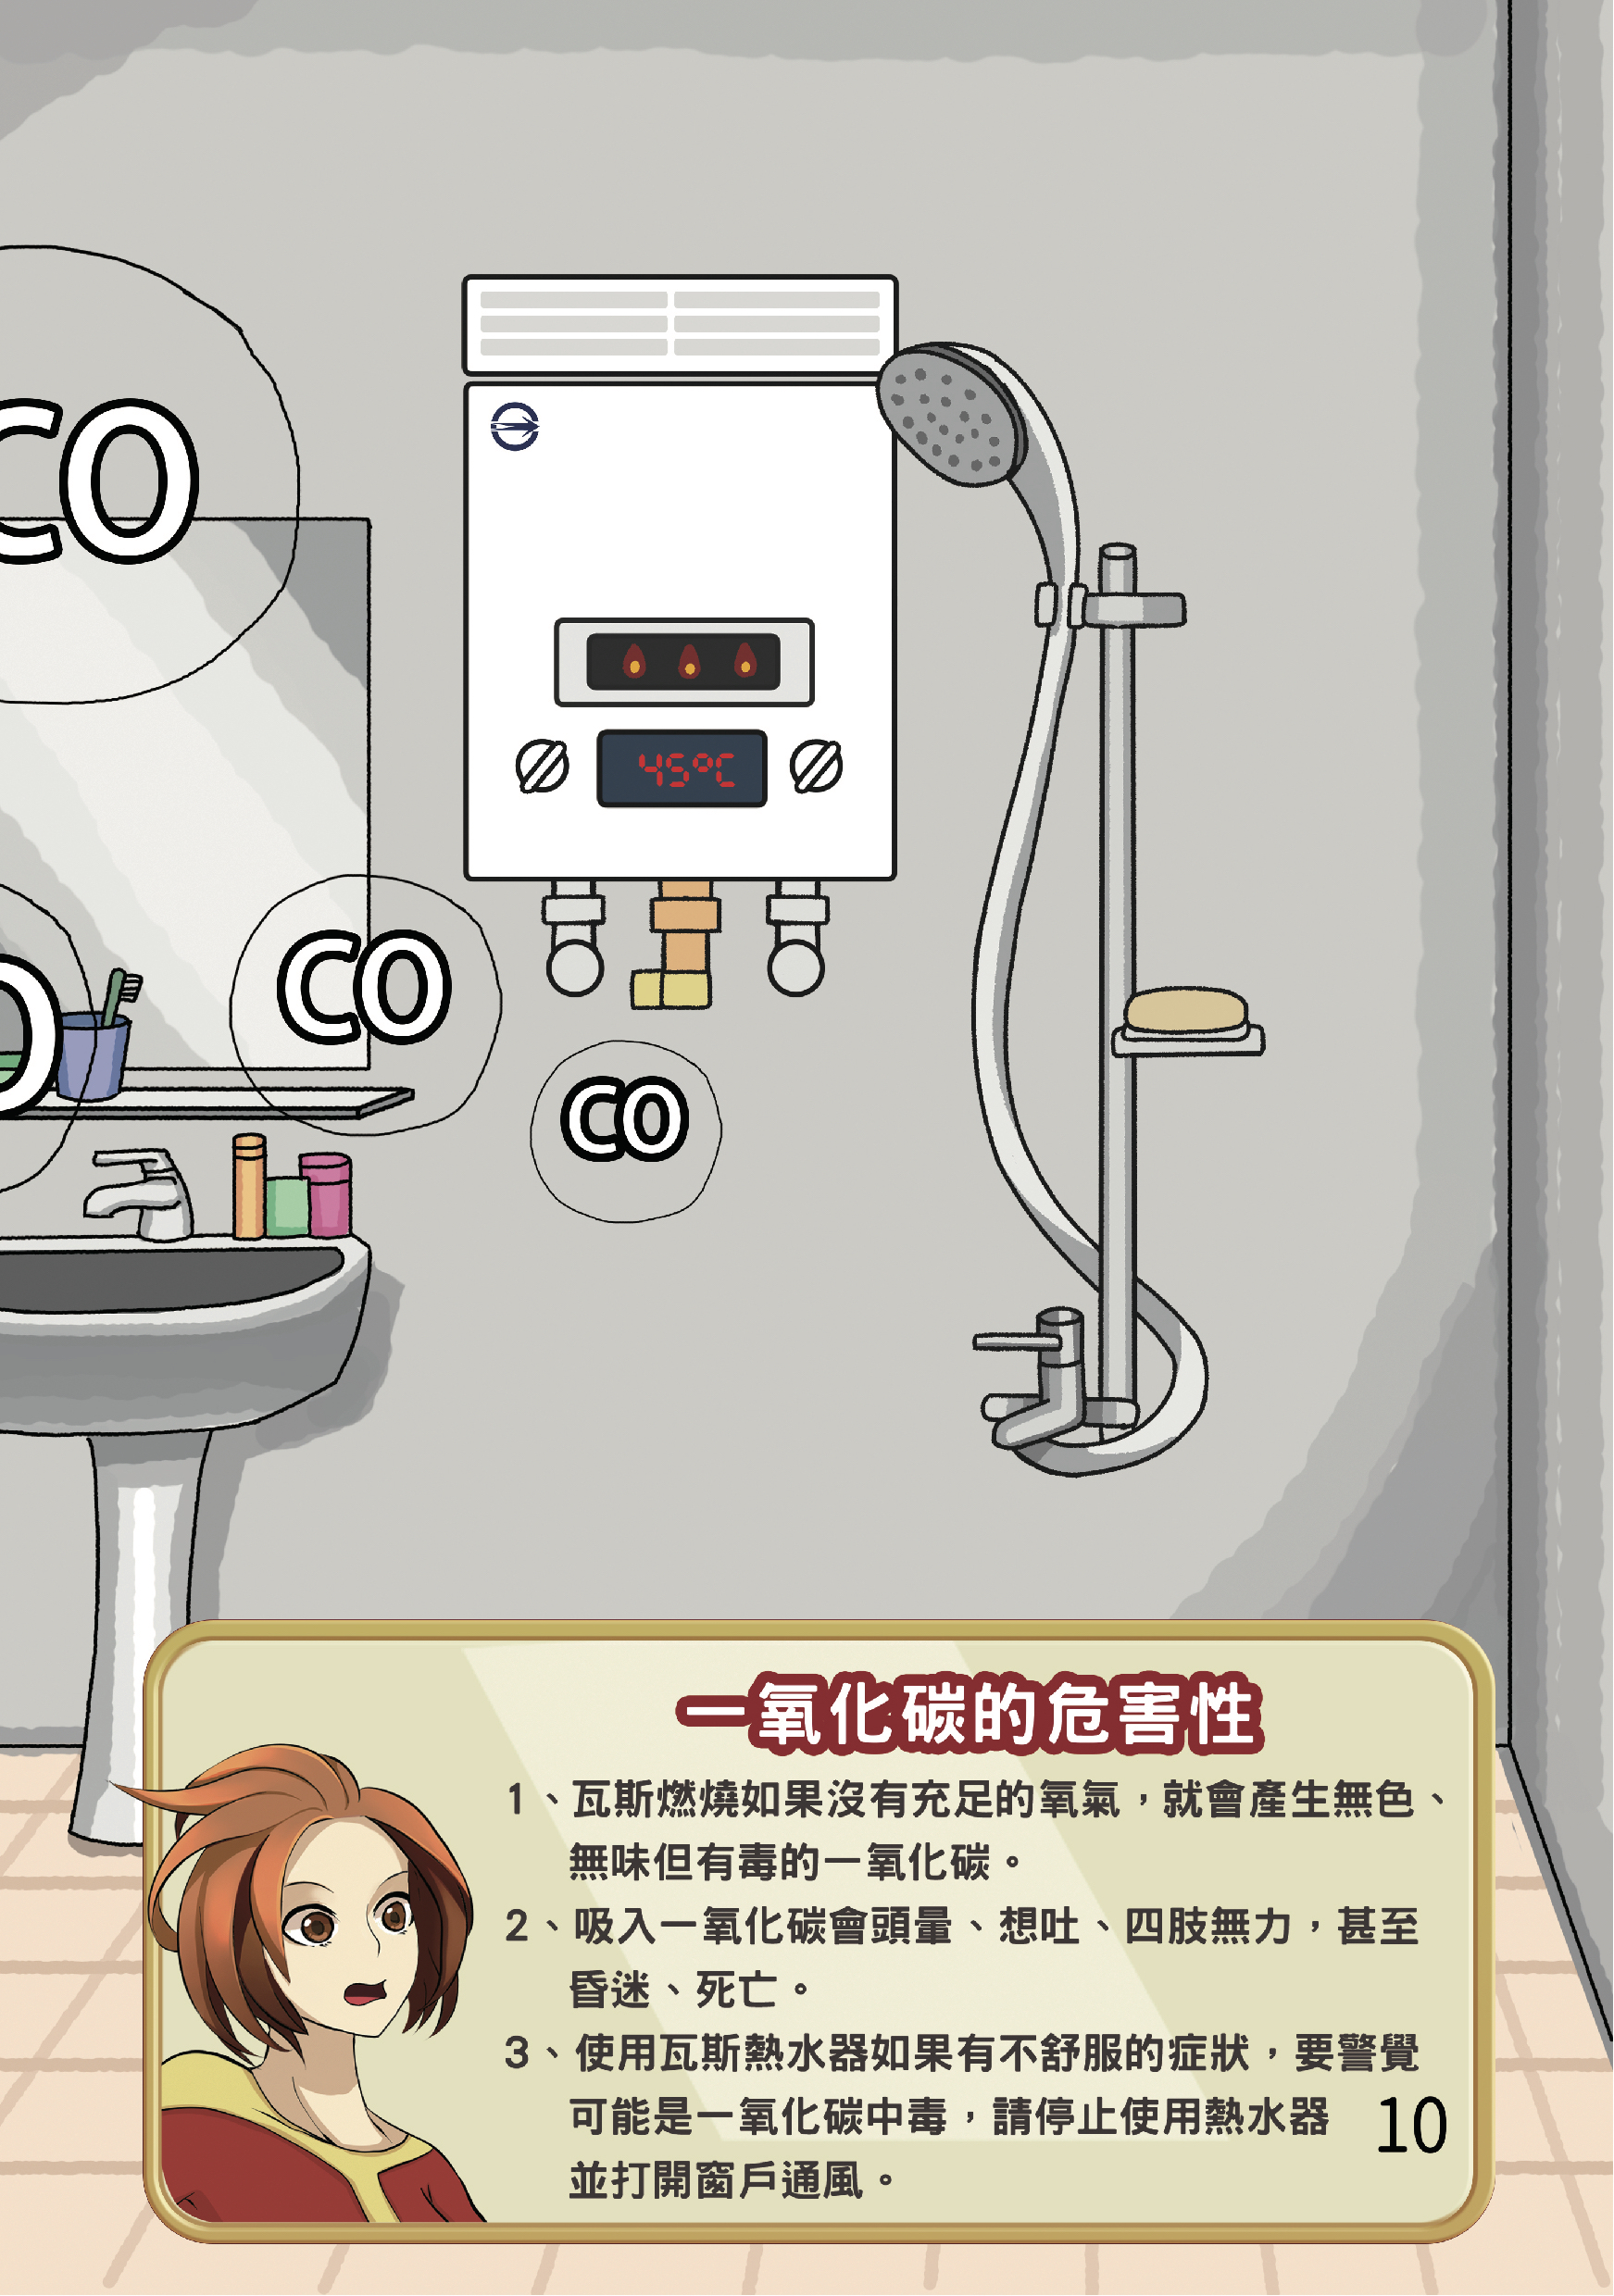 CO
45°C
CO
CO
一氧化碳的危害性
1、瓦斯燃燒如果沒有充足的氧氣，就會產生無色、
無味但有毒的一氧化碳。
2、吸入一氧化碳會頭暈、想吐、四肢無力，甚至
昏迷、死亡。
3、使用瓦斯熱水器如果有不舒服的症狀，要警覺
可能是一氧化碳中毒，請停止使用熱水器
並打開窗戶通風。
10